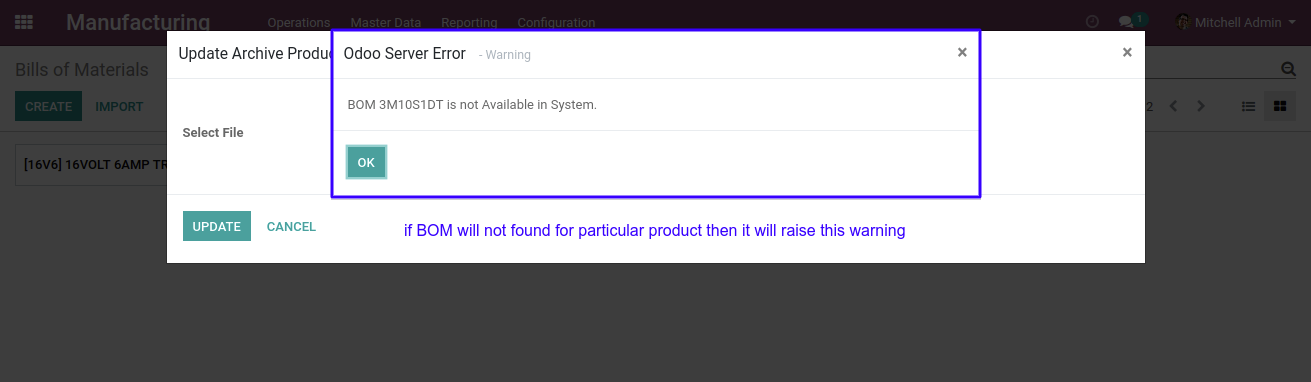 Manufacturing Operations Master Data Reporting Configuration 1 Mitchell Admin
Update Archive Produc Odoo Server Error - Warning × ×
Bills of Materials
CREATE IMPORT
BOM 3M10S1DT is not Available in System.
2
Select File
[16V6] 16VOLT 6AMP TR
OK
UPDATE CANCEL
if BOM will not found for particular product then it will raise this warning